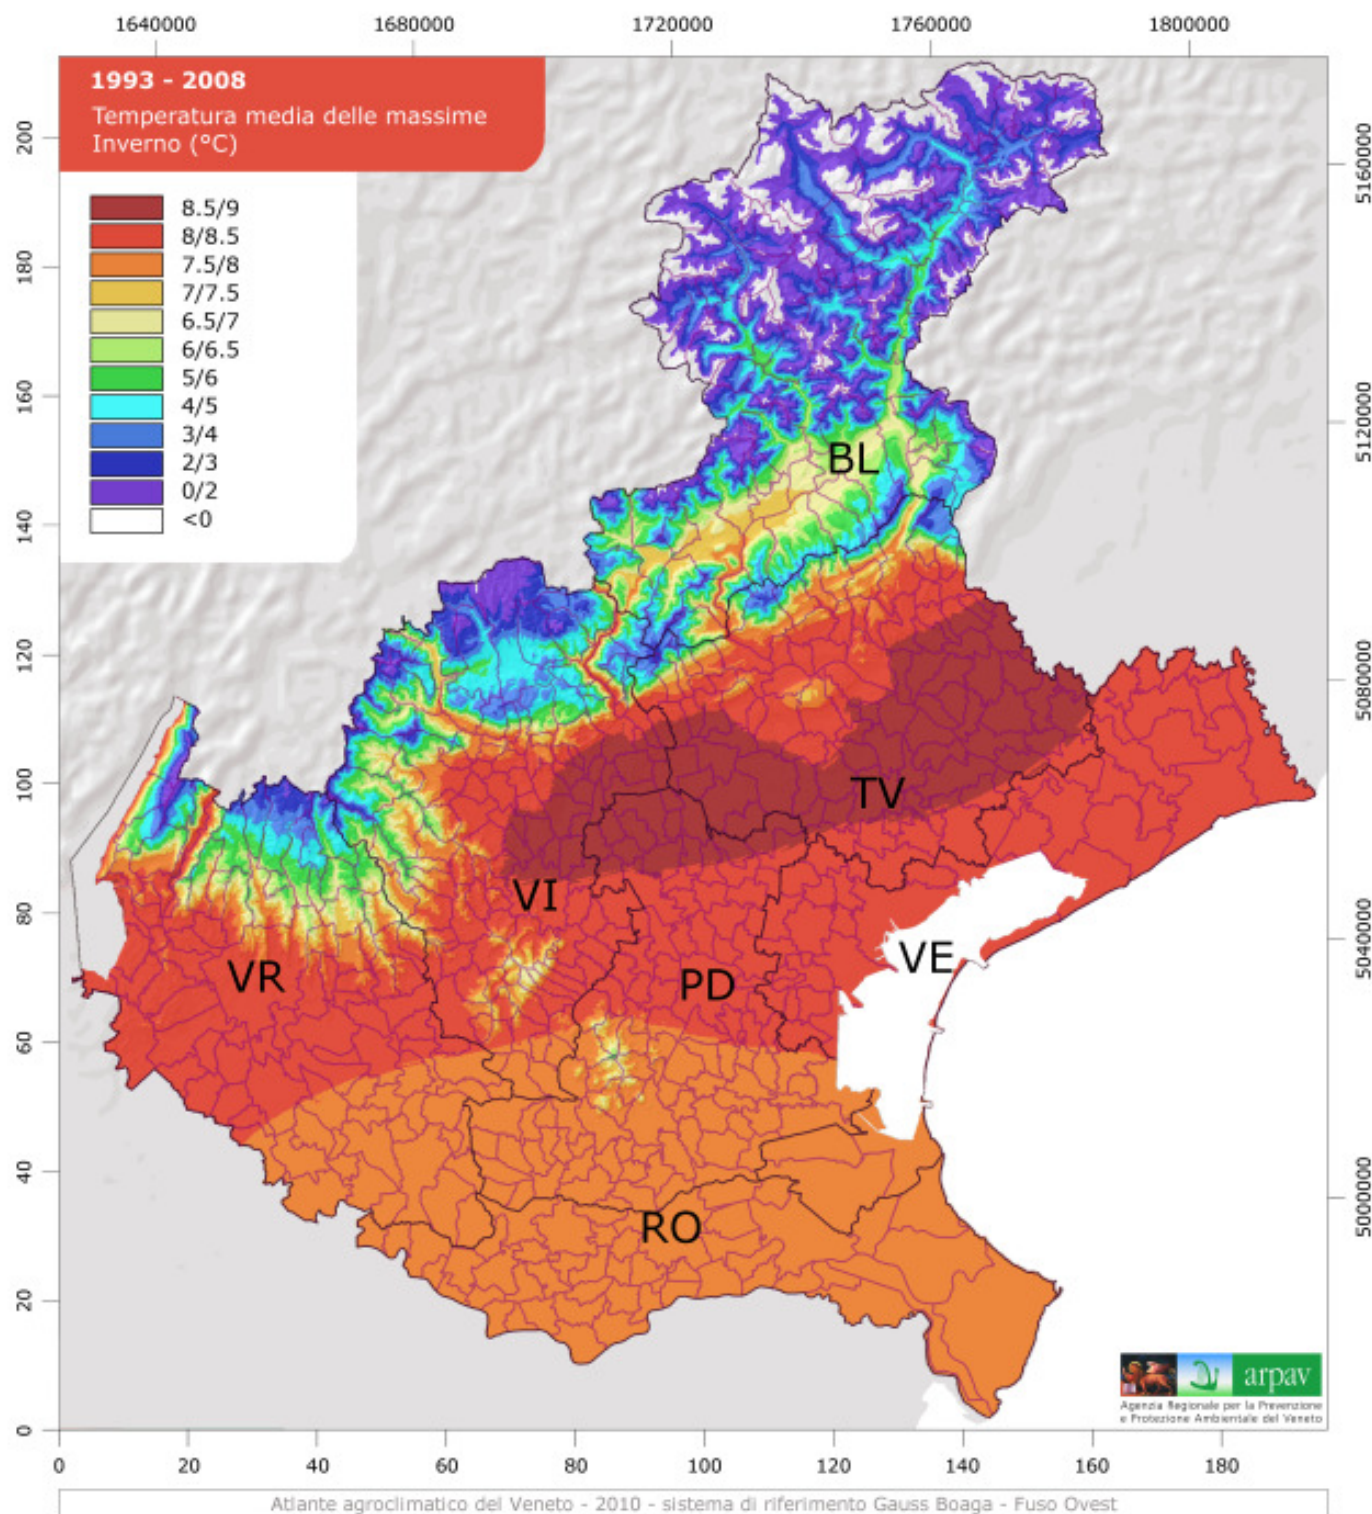 1640000 1680000 1720000 1760000 1800000
1993 - 2008
Temperatura media delle massime
Inverno (°C)
8.5/9
8/8.5
7.5/8
7/7.5
6.5/7
6/6.5
5/6
4/5
3/4
2/3
0/2
<0
200
180
160
140
120
100
80
60
40
20
0
5160000
5120000
5080000
5040000
5000000
BL
TV
VI
VE
VR
PD
RO
arpav
Agenzia Regionale per la Prevenzione
e Protezione Ambientale del Veneto
0 20 40 60 80 100 120 140 160 180
Atlante agroclimatico del Veneto - 2010 - sistema di riferimento Gauss Boaga - Fuso Ovest